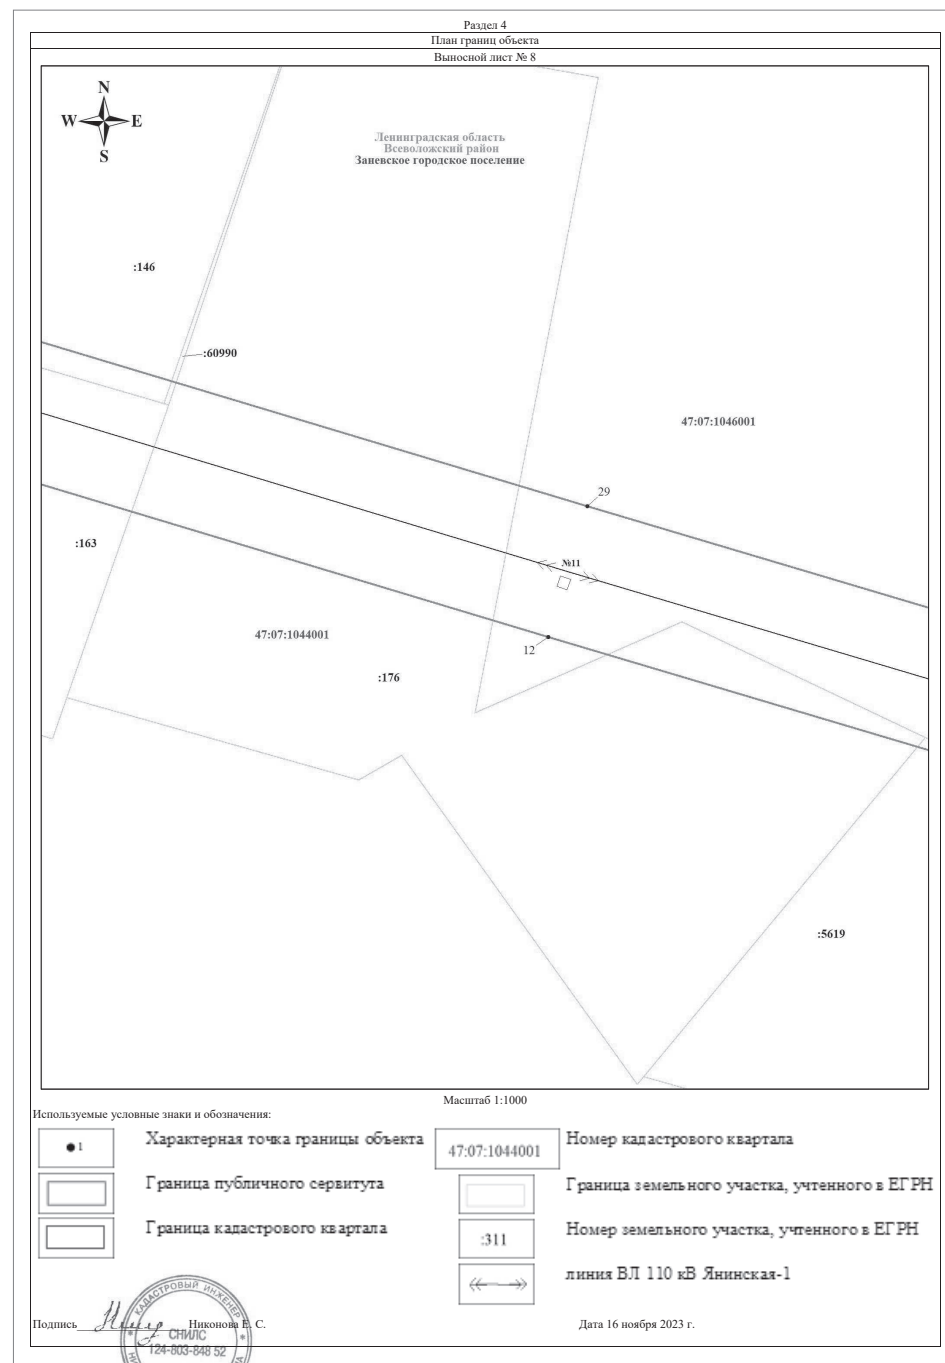 Раздел 4
План границ объекта
Выносной лист № 8
N
W E
S
Ленинградская область
Всеволожский район
Заневское городское поселение
:146
:60990
47:07:1046001
29
:163
№11
47:07:1044001
12
:176
:5619
Масштаб 1:1000
Используемые условные знаки и обозначения:
1 Характерная точка границы объекта
47:07:1044001 Номер кадастрового квартала
Граница публичного сервитута
Граница земельного участка, учтенного в ЕГРН
Граница кадастрового квартала
:311 Номер земельного участка, учтенного в ЕГРН
линия ВЛ 110 кВ Янинская-1
КАДАСТРОВЫЙ ИНЖЕНЕР
Подпись Никонова Е. С. Дата 16 ноября 2023 г.
СНИЛС
124-803-848 52